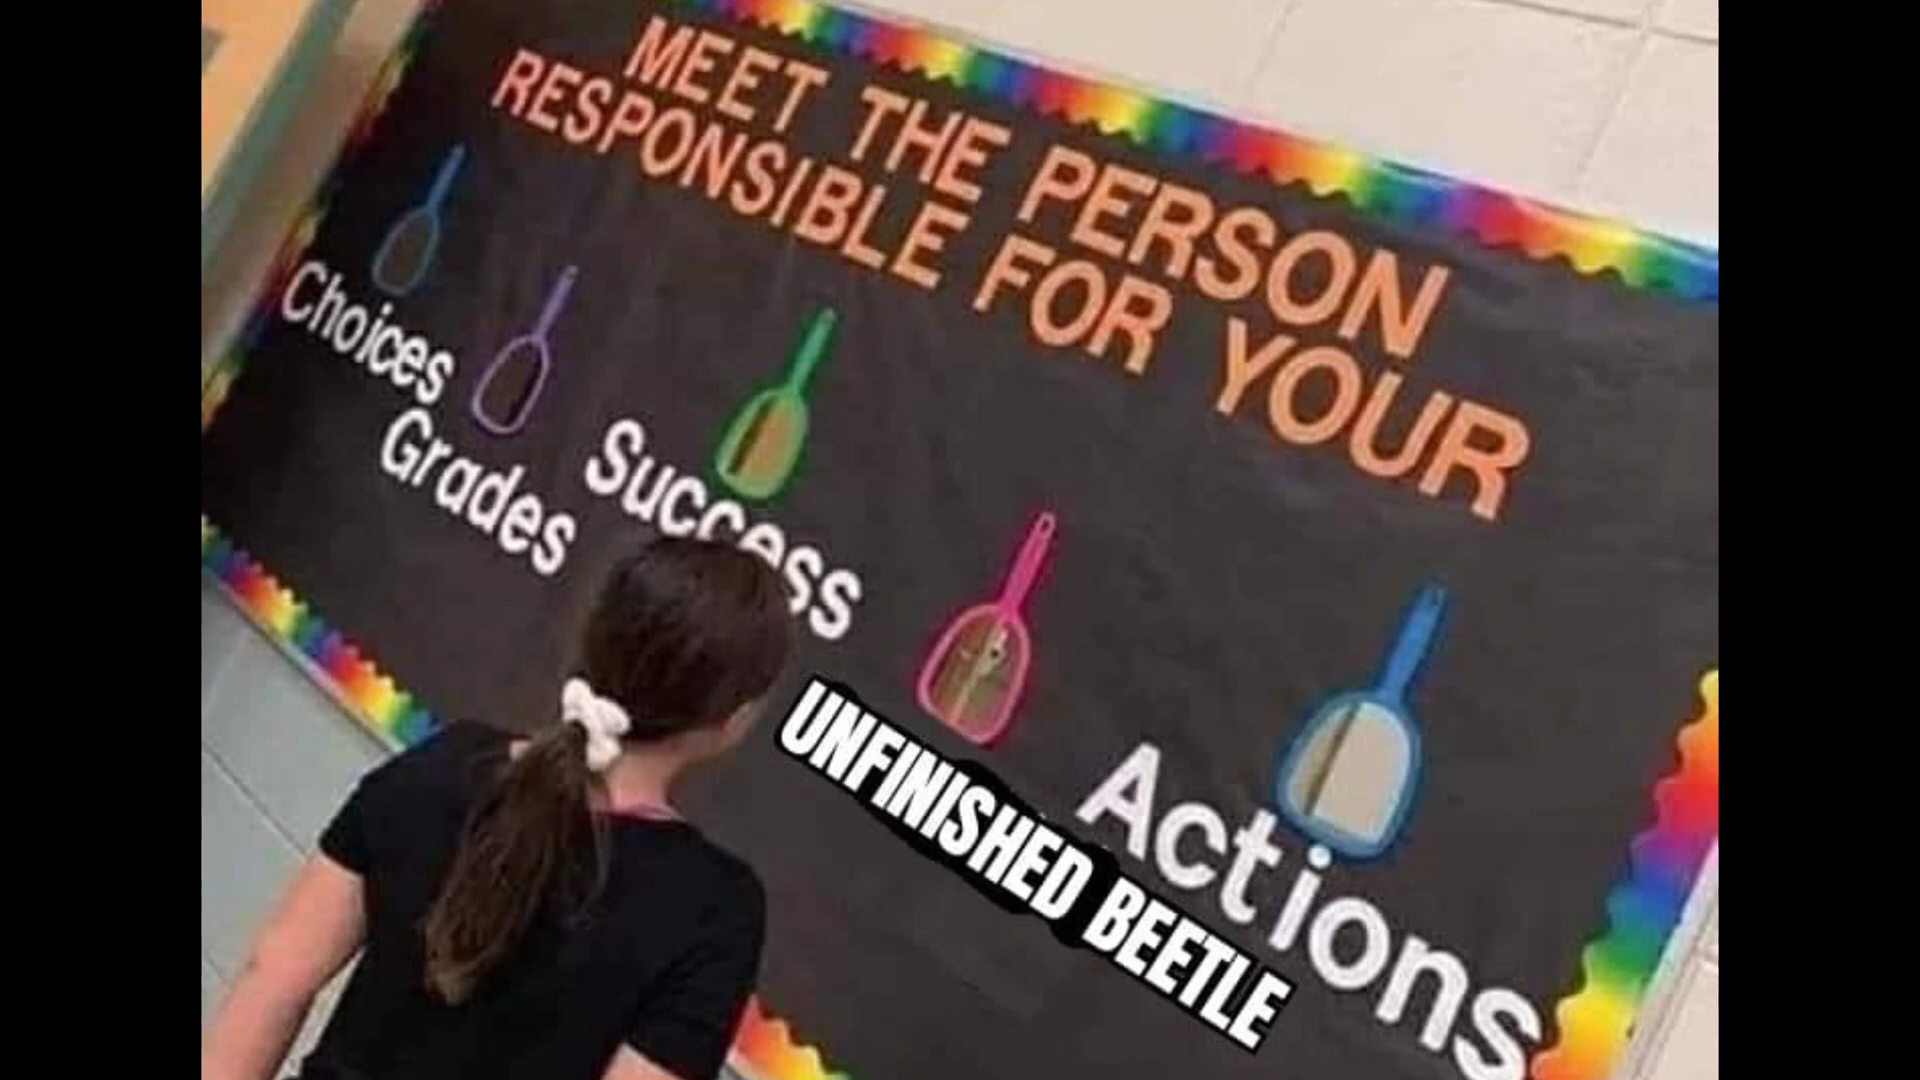 MEET THE PERSON
RESPONSIBLE FOR YOUR
Choices
Grades
Success
UNFINISHED BEETLE
Actions